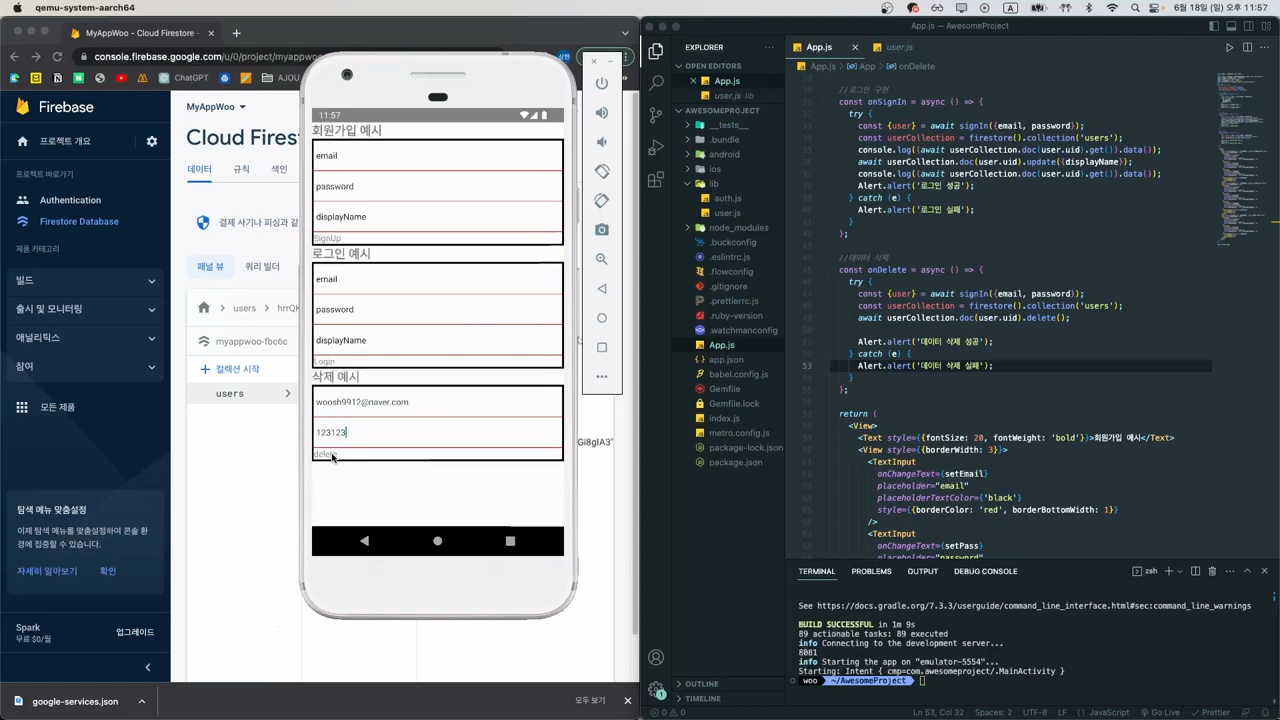 qemu-system-aarch64
6월 18일 (일) 오후 11:57
MyAppWoo - Cloud Firestore -
console.firebase.google.com/u/0/project/myappwoo
ChatGPT
AJOU
Firebase
프로젝트 개요
프로젝트 바로가기
Authentication
Firestore Database
제품 카테고리
빌드
출시 및 모니터링
애널리틱스
참여
모든 제품
탐색 메뉴 맞춤설정
이제 탐색 메뉴를 맞춤설정하여 콘솔 환
경에 집중할 수 있습니다.
자세히 알아보기
확인
Spark
무료 $0/월
업그레이드
MyAppWoo
Cloud Firest
데이터
규칙
색인
결제 사기나 피싱과 같
패널 뷰
쿼리 빌더
users
hrrQK
myappwoo-fbc6c
컬렉션 시작
users
Gi8gIA3"
google-services.json
모두 보기
11:57
회원가입 예시
email
password
displayName
SignUp
로그인 예시
email
password
displayName
Login
삭제 예시
woosh9912@naver.com
123123
delete
App.js — AwesomeProject
EXPLORER
OPEN EDITORS
App.js
user.js lib
AWESOMEPROJECT
__tests__
.bundle
android
ios
lib
auth.js
user.js
node_modules
.buckconfig
.eslintrc.js
.flowconfig
.gitignore
.prettierrc.js
.ruby-version
.watchmanconfig
App.js
app.json
babel.config.js
Gemfile
Gemfile.lock
index.js
metro.config.js
package-lock.json
package.json
OUTLINE
TIMELINE
App.js
user.js
App.js > App > onDelete
//로그인 구현
const onSignIn = async () => {
try {
const {user} = await signIn({email, password});
const userCollection = firestore().collection('users');
console.log((await userCollection.doc(user.uid).get()).data());
await userCollection.doc(user.uid).update({displayName});
console.log((await userCollection.doc(user.uid).get()).data());
Alert.alert('로그인 성공');
} catch (e) {
Alert.alert('로그인 실패');
}
};
//데이터 삭제
const onDelete = async () => {
try {
const {user} = await signIn({email, password});
const userCollection = firestore().collection('users');
await userCollection.doc(user.uid).delete();
Alert.alert('데이터 삭제 성공');
} catch (e) {
53 Alert.alert('데이터 삭제 실패');
}
};
return (
<View>
<Text style={{fontSize: 20, fontWeight: 'bold'}}>회원가입 예시</Text>
<View style={{borderWidth: 3}}>
<TextInput
onChangeText={setEmail}
placeholder="email"
placeholderTextColor={'black'}
style={{borderColor: 'red', borderBottomWidth: 1}}
/>
<TextInput
onChangeText={setPass}
placeholder="password"
TERMINAL
PROBLEMS
OUTPUT
DEBUG CONSOLE
zsh
See https://docs.gradle.org/7.3.3/userguide/command_line_interface.html#sec:command_line_warnings
BUILD SUCCESSFUL in 1m 9s
89 actionable tasks: 89 executed
info Connecting to the development server...
8081
info Starting the app on "emulator-5554"...
Starting: Intent { cmp=com.awesomeproject/.MainActivity }
woo ~/AwesomeProject
0 0
Ln 53, Col 32
Spaces: 2
UTF-8
LF
JavaScript
Go Live
Prettier